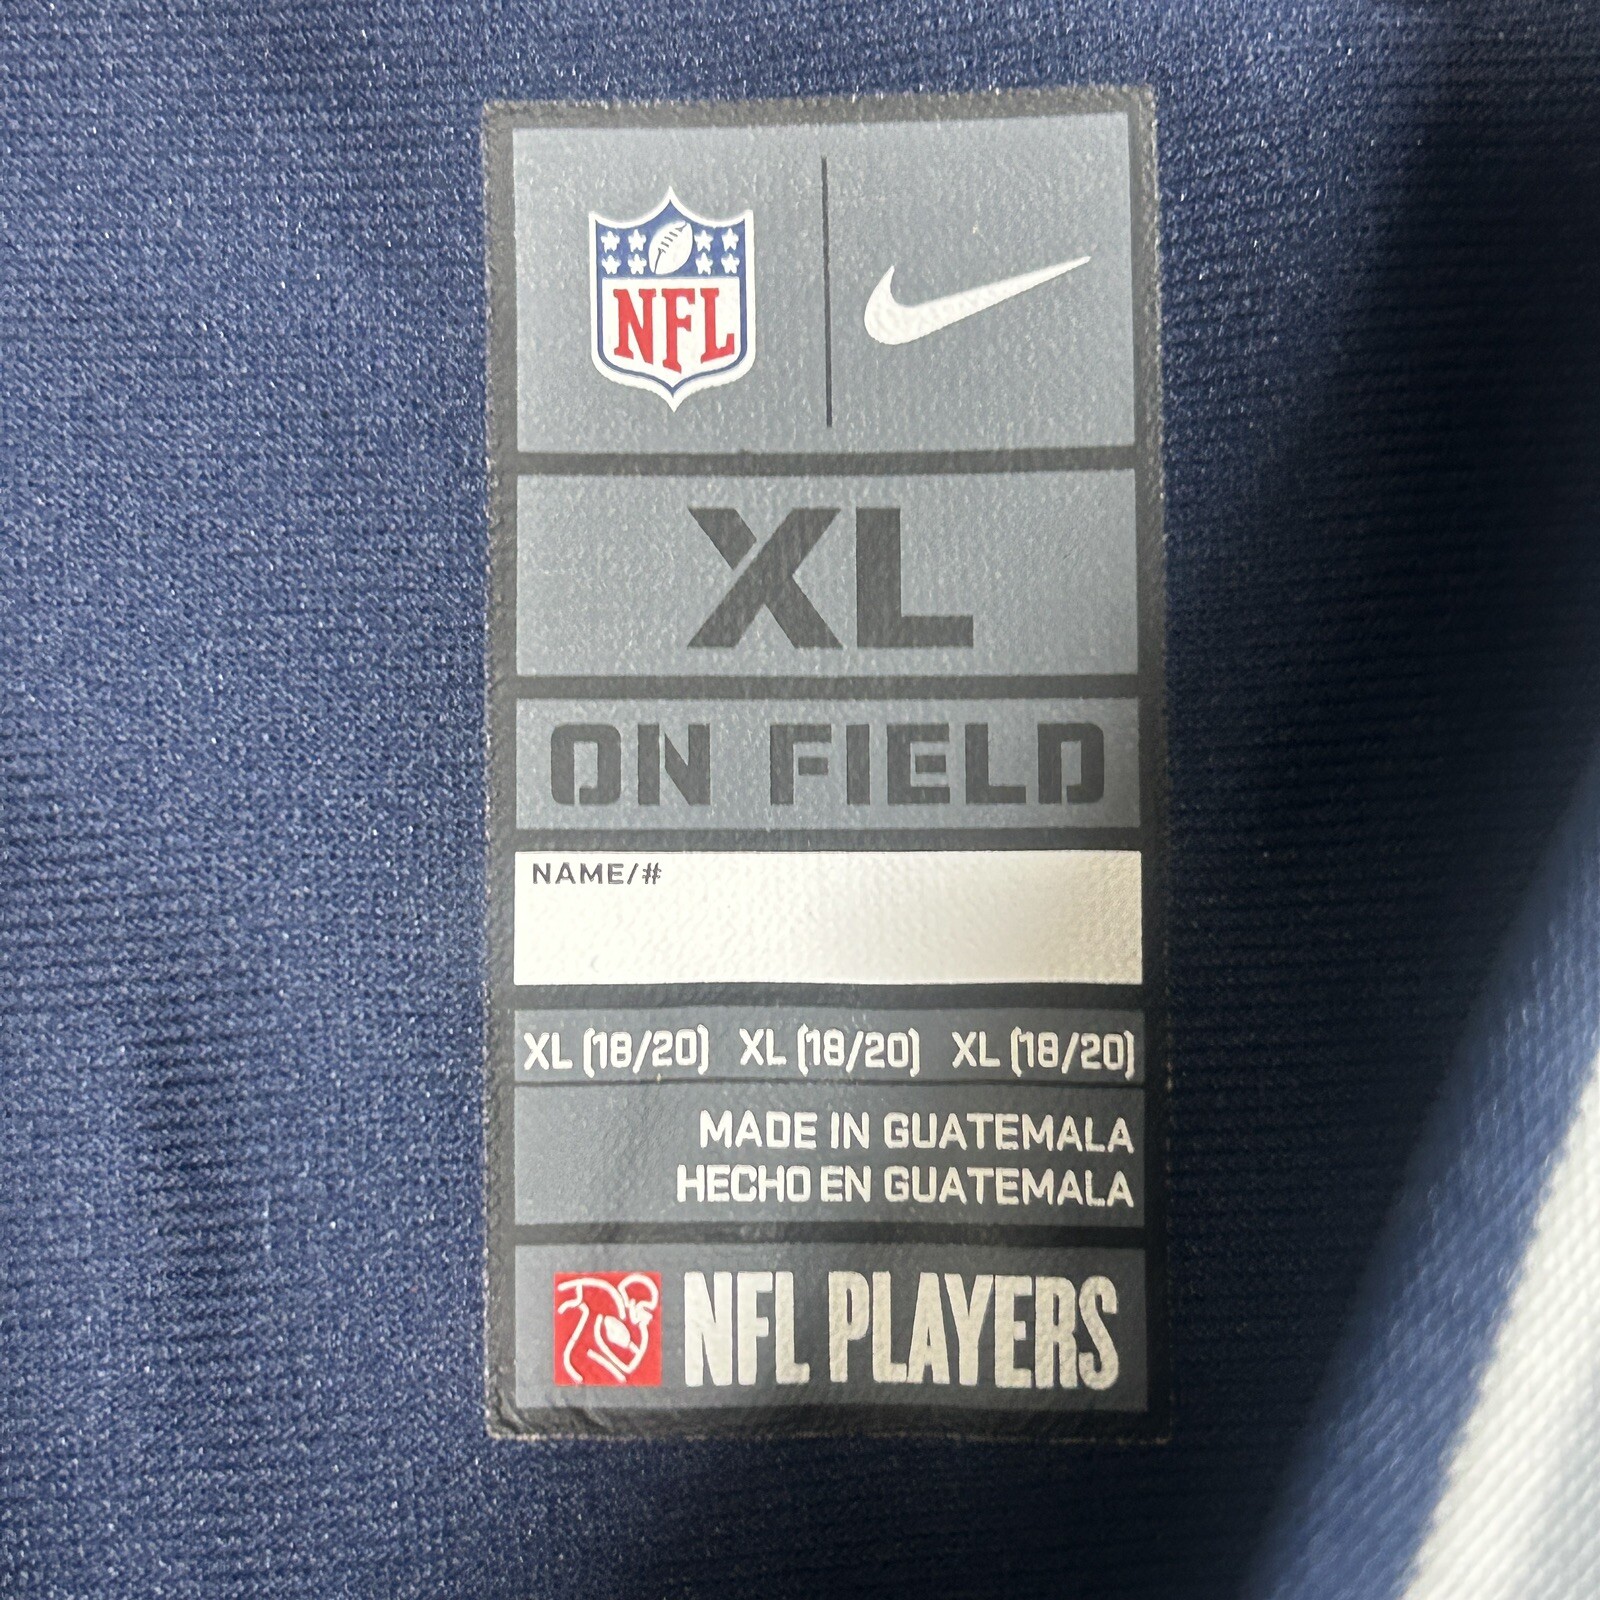 NFL
XL
ON FIELD
NAME/#
XL (18/20) XL (18/20) XL (18/20)
MADE IN GUATEMALA
HECHO EN GUATEMALA
NFL PLAYERS